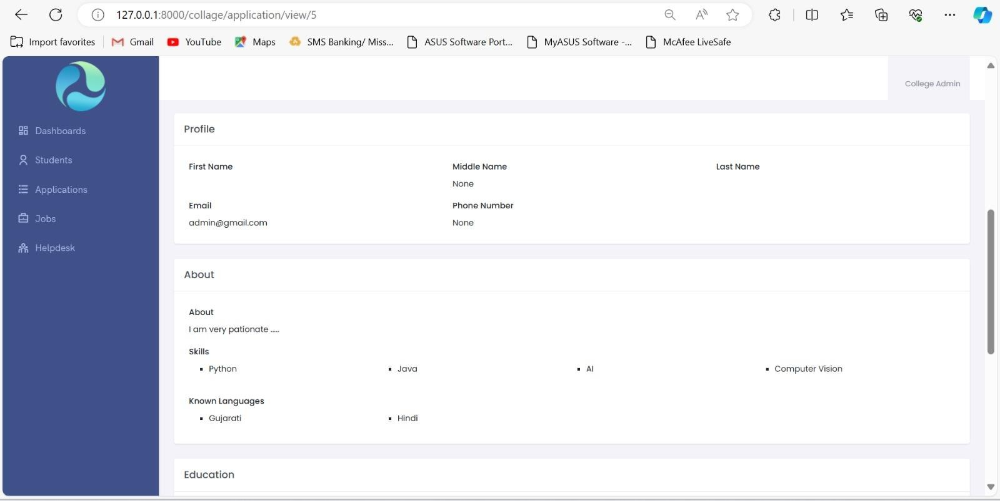 127.0.0.1:8000/collage/application/view/5
Import favorites Gmail YouTube Maps SMS Banking/ Miss... ASUS Software Port... MyASUS Software -... McAfee LiveSafe
College Admin
Dashboards
Students
Applications
Jobs
Helpdesk
Profile
First Name Middle Name Last Name
None
Email Phone Number
admin@gmail.com None
About
About
I am very pationate .....
Skills
Python Java AI Computer Vision
Known Languages
Gujarati Hindi
Education